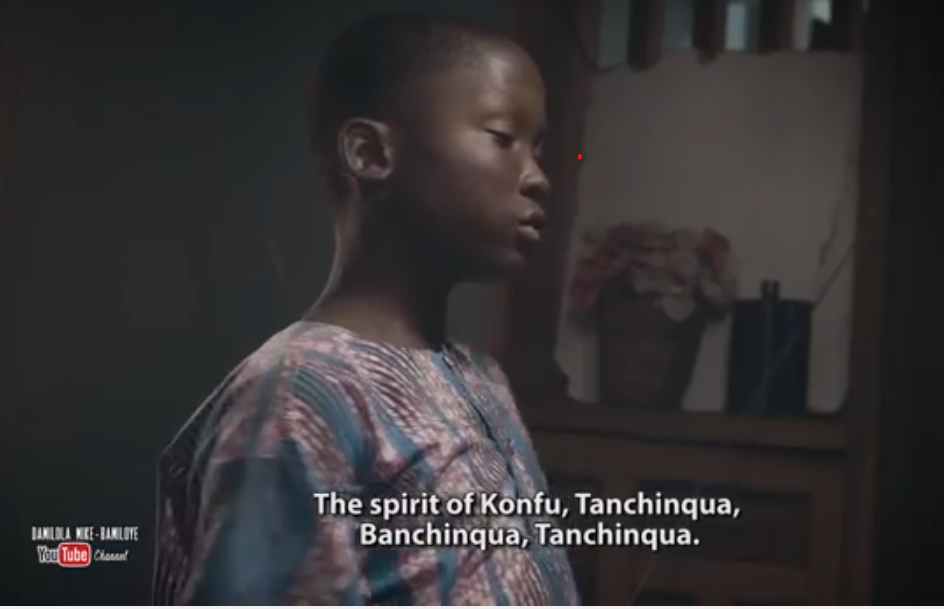 The spirit of Konfu, Tanchinqua,
Banchinqua, Tanchinqua.
DAMILOLA MIKE-BAMILOYE
YouTube Channel